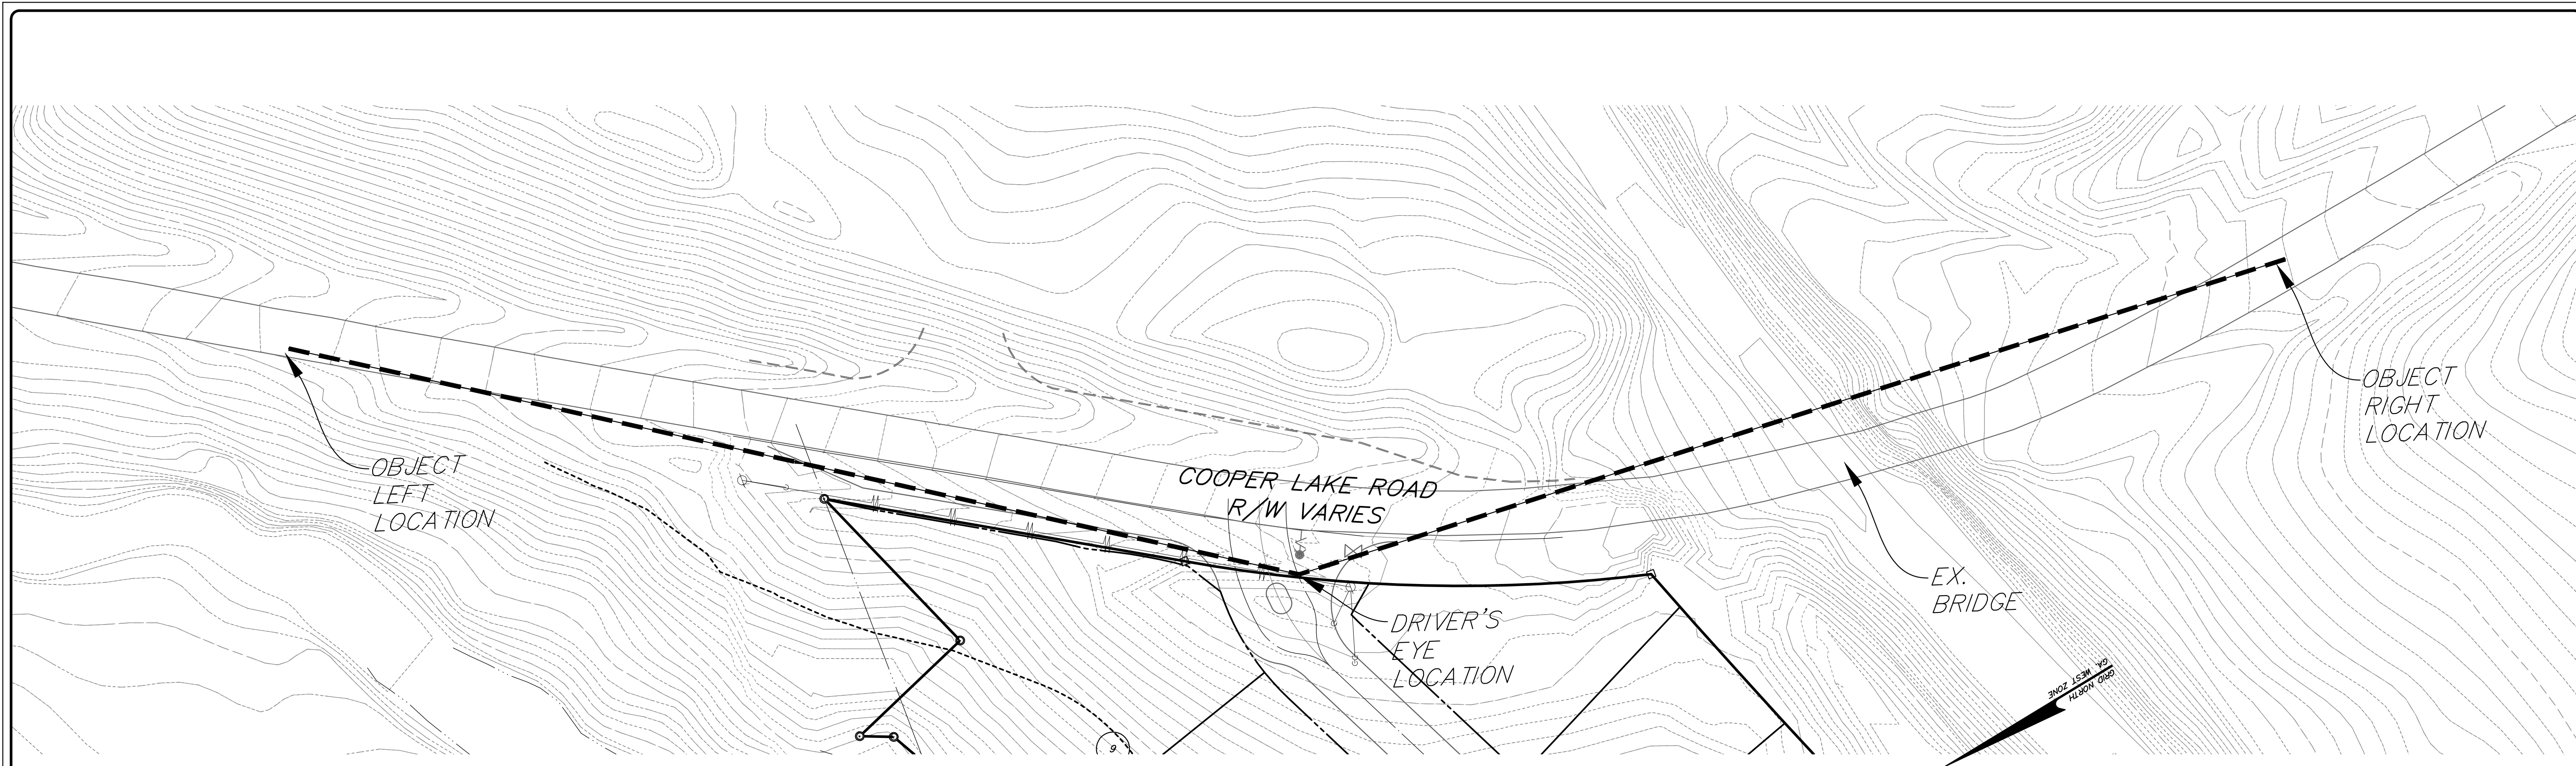 COOPER LAKE ROAD
R/W VARIES
OBJECT
LEFT
LOCATION
OBJECT
RIGHT
LOCATION
DRIVER'S
EYE
LOCATION
EX.
BRIDGE
GRID NORTH
GA. WEST ZONE
9